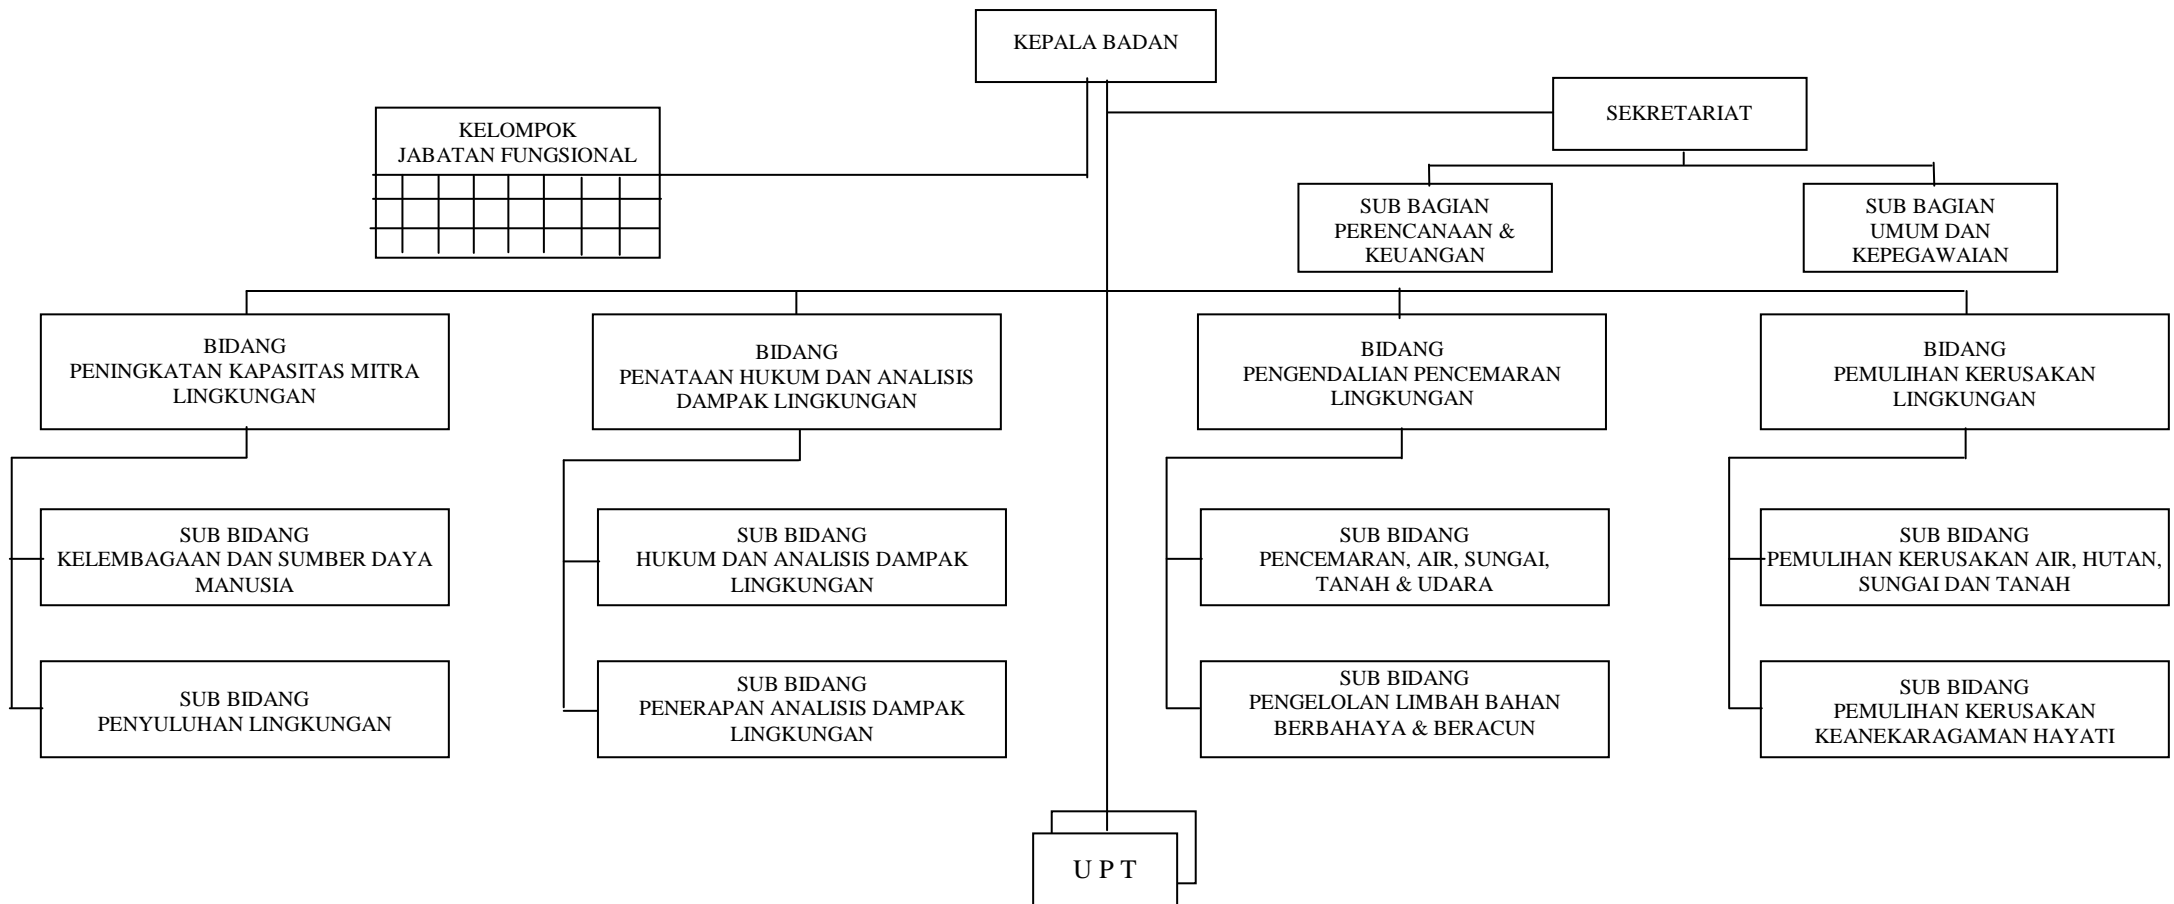 KEPALA BADAN
SEKRETARIAT
KELOMPOK
JABATAN FUNGSIONAL
SUB BAGIAN
PERENCANAAN &
KEUANGAN
SUB BAGIAN
UMUM DAN
KEPEGAWAIAN
BIDANG
PENINGKATAN KAPASITAS MITRA
LINGKUNGAN
BIDANG
PENATAAN HUKUM DAN ANALISIS
DAMPAK LINGKUNGAN
BIDANG
PENGENDALIAN PENCEMARAN
LINGKUNGAN
BIDANG
PEMULIHAN KERUSAKAN
LINGKUNGAN
SUB BIDANG
KELEMBAGAAN DAN SUMBER DAYA
MANUSIA
SUB BIDANG
HUKUM DAN ANALISIS DAMPAK
LINGKUNGAN
SUB BIDANG
PENCEMARAN, AIR, SUNGAI,
TANAH & UDARA
SUB BIDANG
PEMULIHAN KERUSAKAN AIR, HUTAN,
SUNGAI DAN TANAH
SUB BIDANG
PENYULUHAN LINGKUNGAN
SUB BIDANG
PENERAPAN ANALISIS DAMPAK
LINGKUNGAN
SUB BIDANG
PENGELOLAN LIMBAH BAHAN
BERBAHAYA & BERACUN
SUB BIDANG
PEMULIHAN KERUSAKAN
KEANEKARAGAMAN HAYATI
U P T